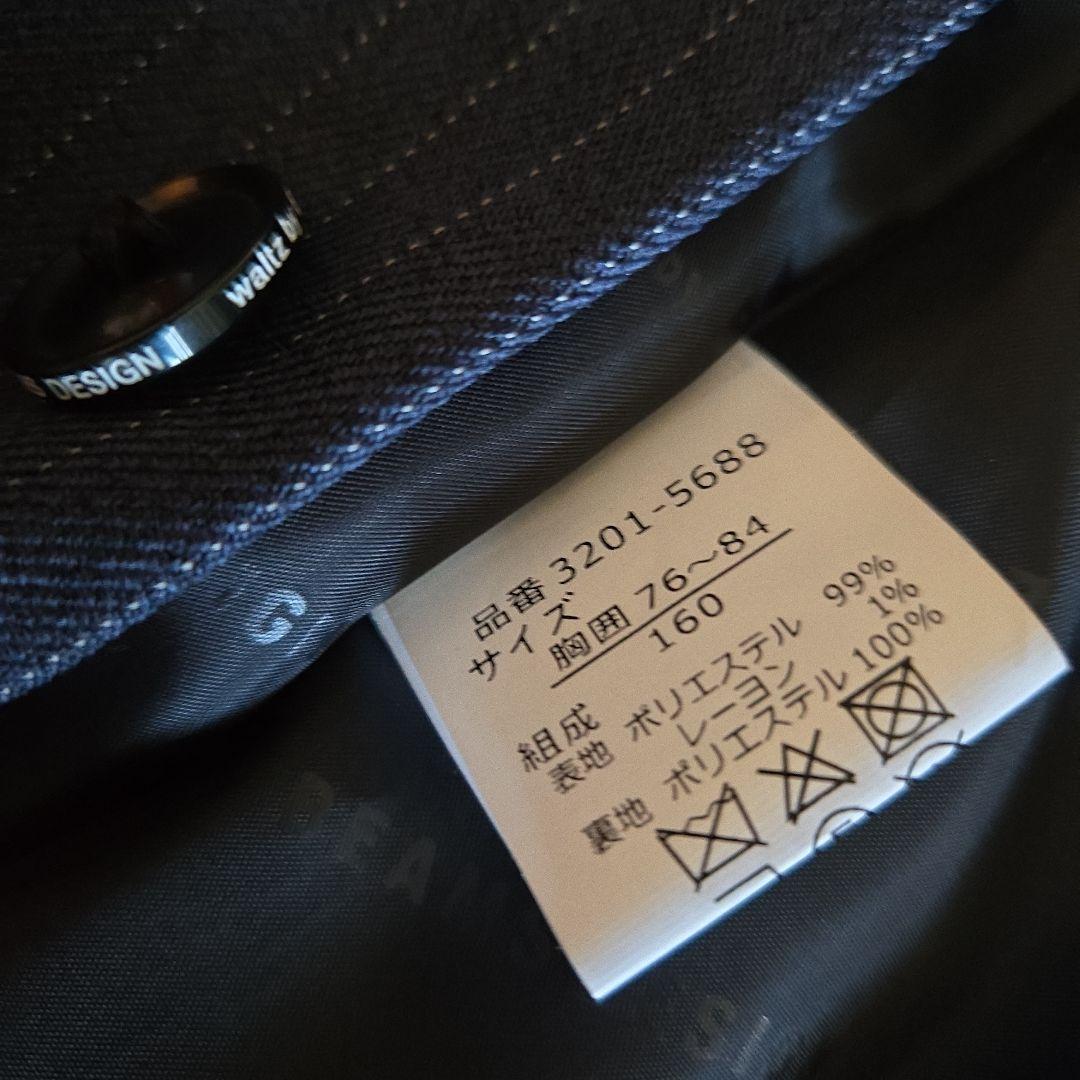 waltz
DESIGN
品番 3201-5688
サイズ
胸囲 76～84
160
組成
表地 ポリエステル 99%
レーヨン 1%
裏地 ポリエステル 100%